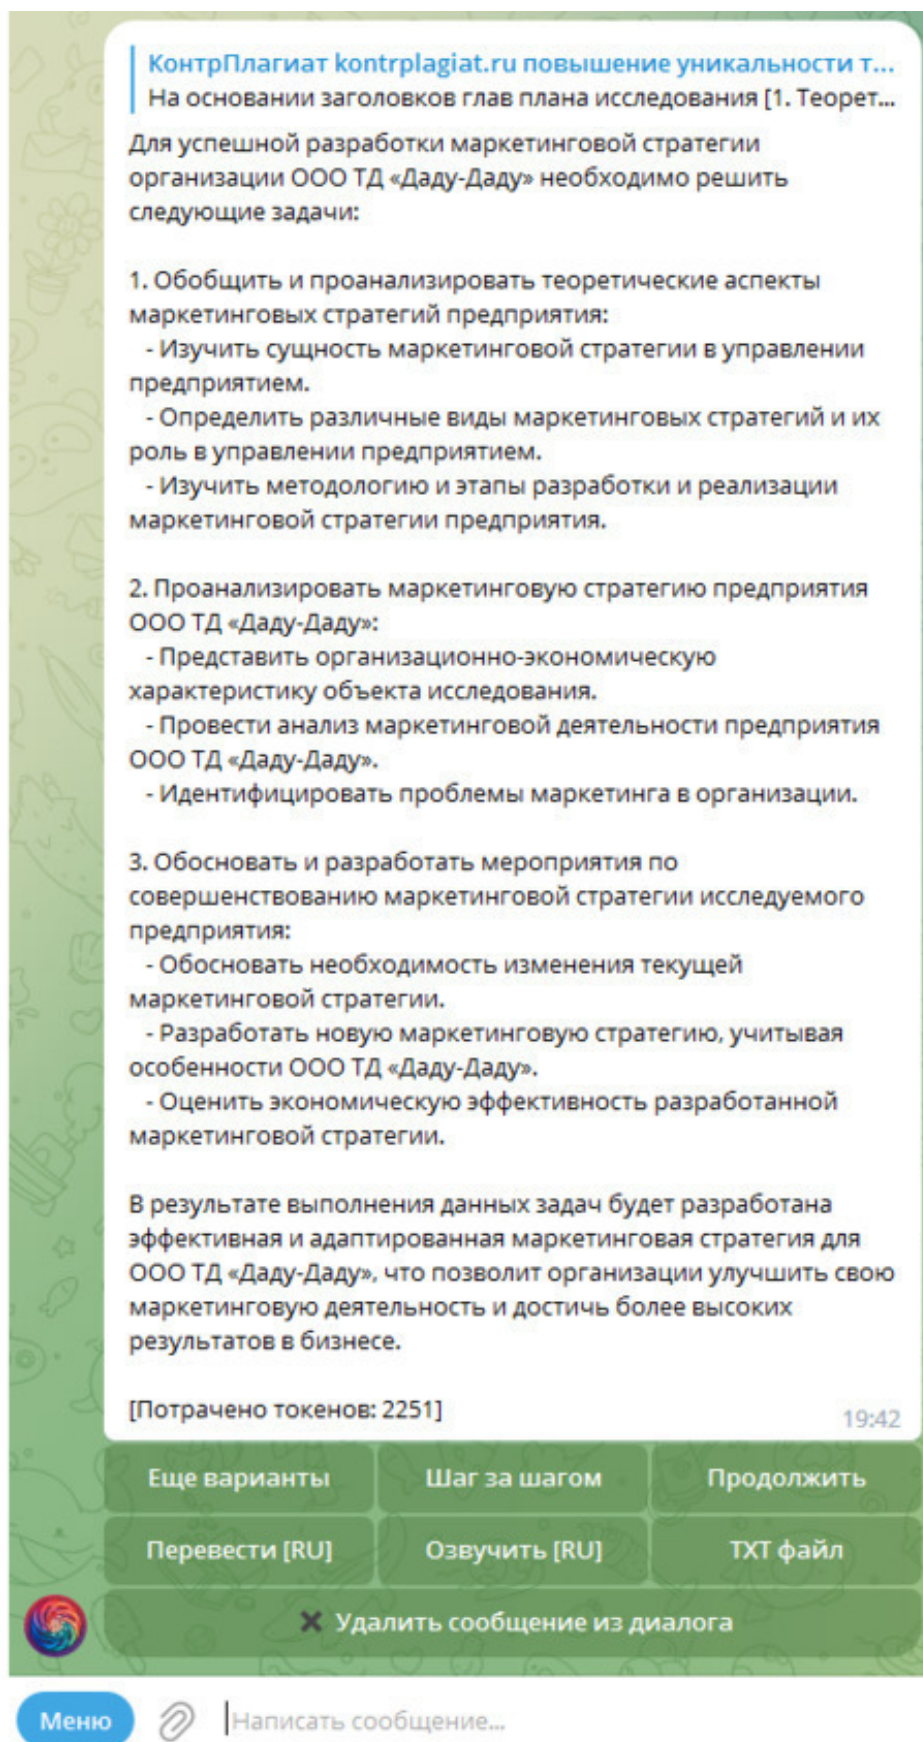 КонтрПлагиат kontrplagiat.ru повышение уникальности т...
На основании заголовков глав плана исследования [1. Теорет...
Для успешной разработки маркетинговой стратегии
организации ООО ТД «Даду-Даду» необходимо решить
следующие задачи:
1. Обобщить и проанализировать теоретические аспекты
маркетинговых стратегий предприятия:
- Изучить сущность маркетинговой стратегии в управлении
предприятием.
- Определить различные виды маркетинговых стратегий и их
роль в управлении предприятием.
- Изучить методологию и этапы разработки и реализации
маркетинговой стратегии предприятия.
2. Проанализировать маркетинговую стратегию предприятия
ООО ТД «Даду-Даду»:
- Представить организационно-экономическую
характеристику объекта исследования.
- Провести анализ маркетинговой деятельности предприятия
ООО ТД «Даду-Даду».
- Идентифицировать проблемы маркетинга в организации.
3. Обосновать и разработать мероприятия по
совершенствованию маркетинговой стратегии исследуемого
предприятия:
- Обосновать необходимость изменения текущей
маркетинговой стратегии.
- Разработать новую маркетинговую стратегию, учитывая
особенности ООО ТД «Даду-Даду».
- Оценить экономическую эффективность разработанной
маркетинговой стратегии.
В результате выполнения данных задач будет разработана
эффективная и адаптированная маркетинговая стратегия для
ООО ТД «Даду-Даду», что позволит организации улучшить свою
маркетинговую деятельность и достичь более высоких
результатов в бизнесе.
[Потрачено токенов: 2251]
19:42
Еще варианты Шаг за шагом Продолжить
Перевести [RU] Озвучить [RU] TXT файл
Удалить сообщение из диалога
Меню Написать сообщение...